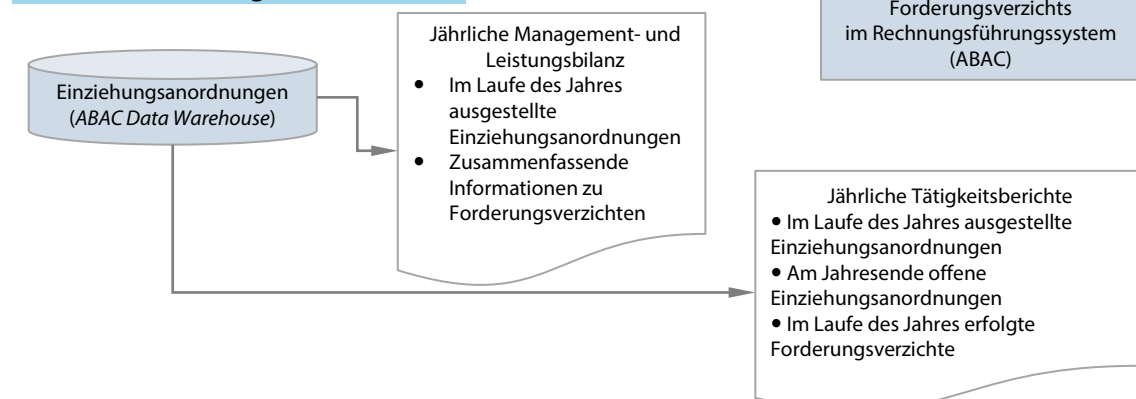 Forderungsverzichts
im Rechnungsführungssystem
(ABAC)
Einziehungsanordnungen
(ABAC Data Warehouse)
Jährliche Management- und
Leistungsbilanz
• Im Laufe des Jahres
ausgestellte
Einziehungsanordnungen
• Zusammenfassende
Informationen zu
Forderungsverzichten
Jährliche Tätigkeitsberichte
• Im Laufe des Jahres ausgestellte
Einziehungsanordnungen
• Am Jahresende offene
Einziehungsanordnungen
• Im Laufe des Jahres erfolgte
Forderungsverzichte